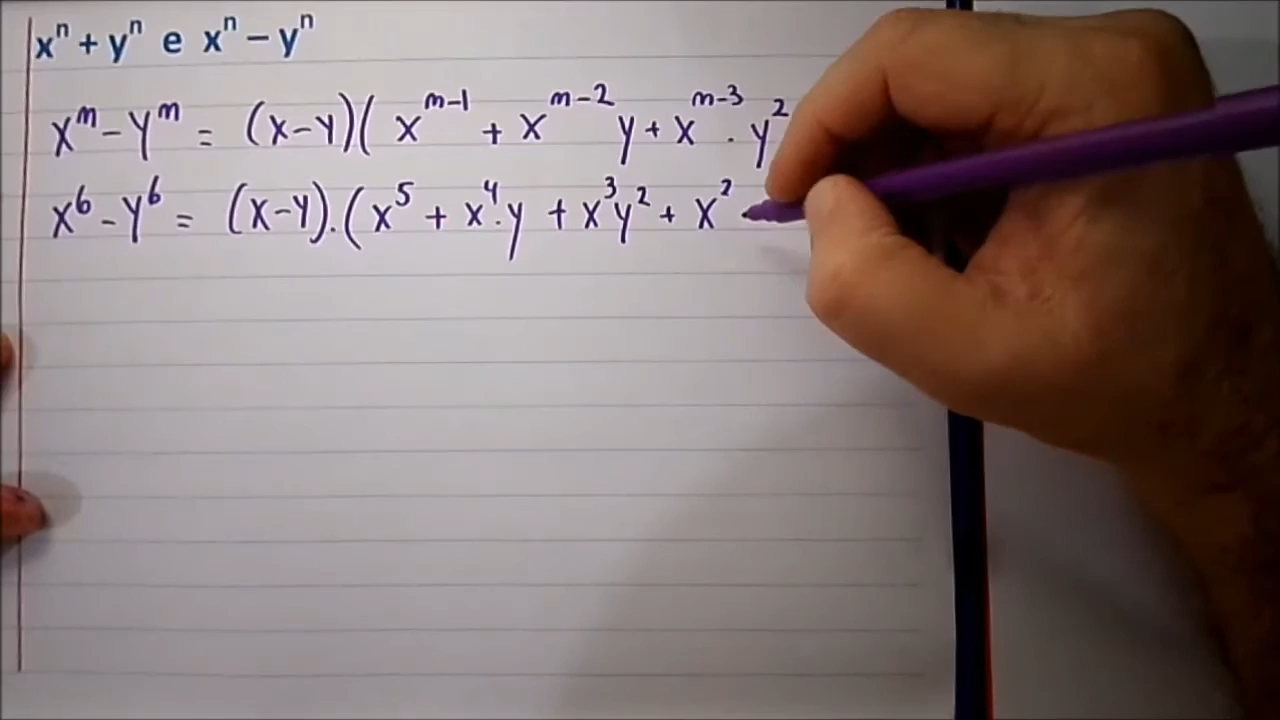 xⁿ + yⁿ e xⁿ − yⁿ
xᵐ − yᵐ = (x−y)( xᵐ⁻¹ + xᵐ⁻² y + xᵐ⁻³ · y²
x⁶ − y⁶ = (x−y).( x⁵ + x⁴·y + x³y² + x²